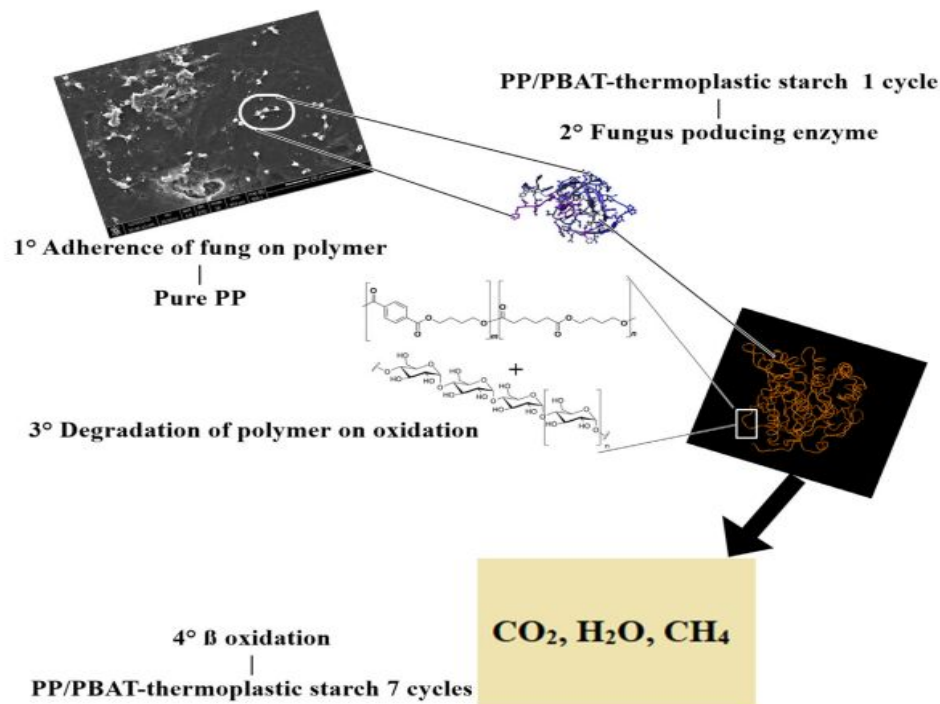 PP/PBAT-thermoplastic starch 1 cycle
2° Fungus poducing enzyme
1° Adherence of fung on polymer
Pure PP
+
3° Degradation of polymer on oxidation
CO₂, H₂O, CH₄
4° ß oxidation
PP/PBAT-thermoplastic starch 7 cycles